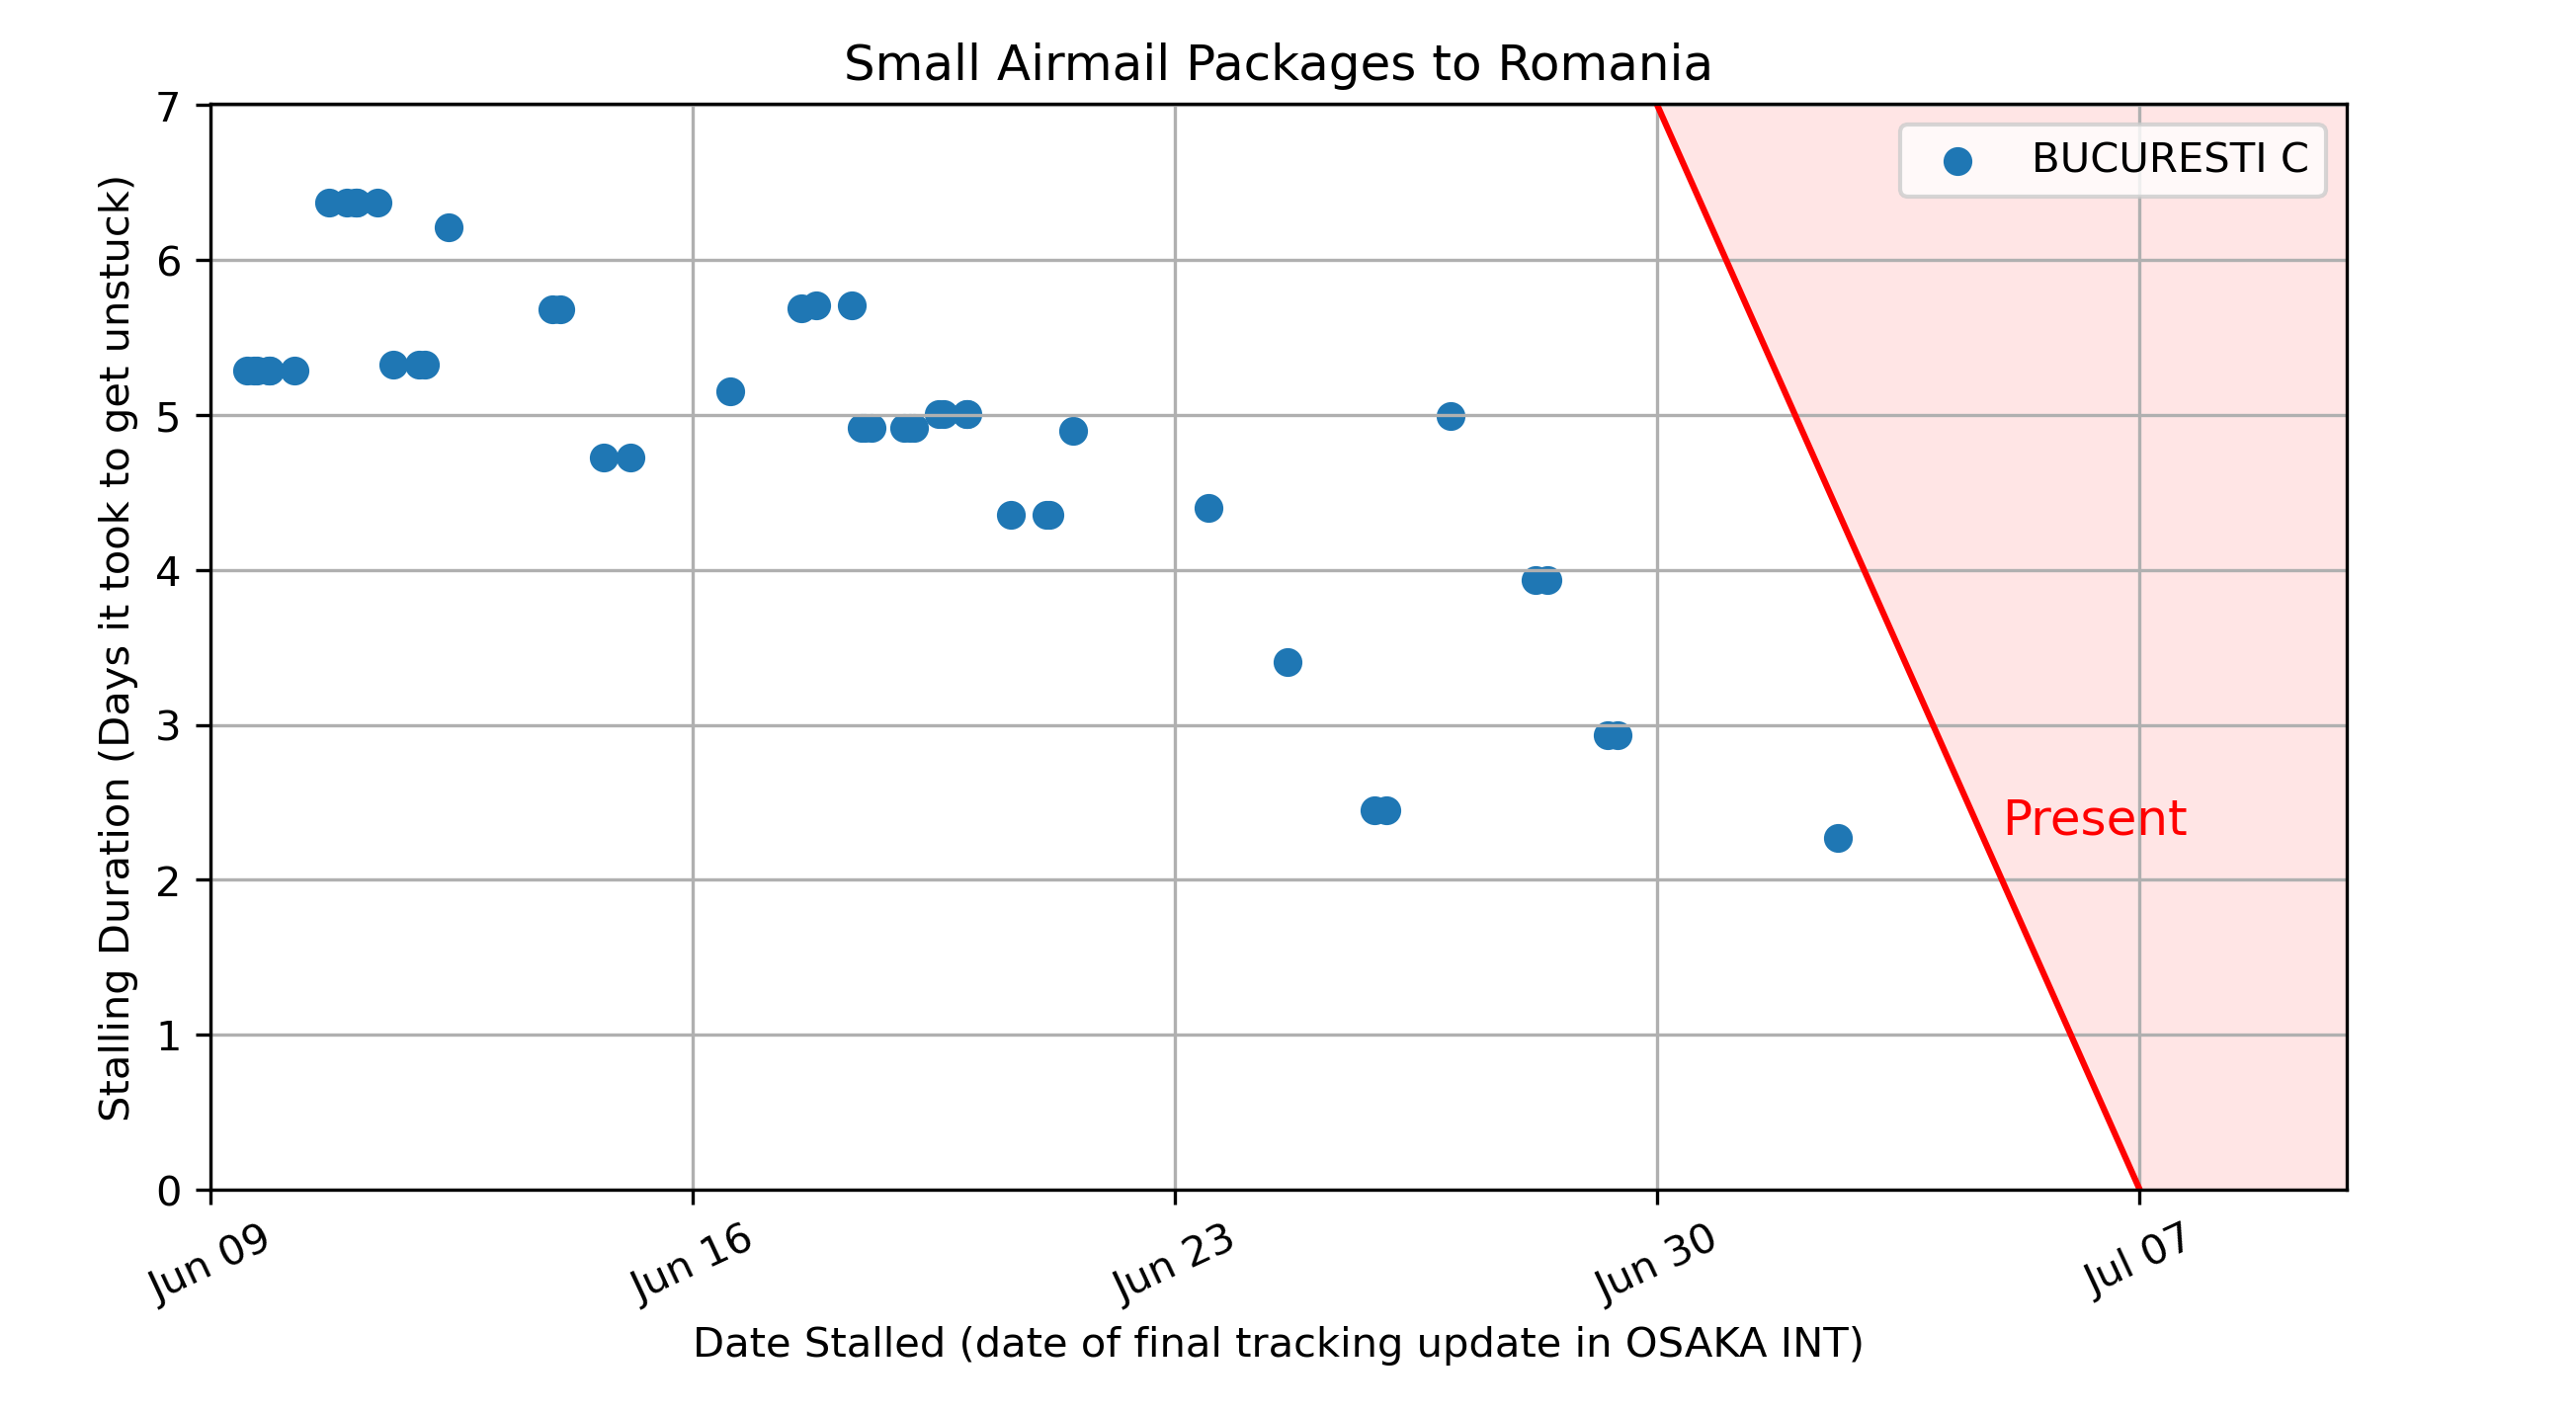 Small Airmail Packages to Romania
Stalling Duration (Days it took to get unstuck)
7
6
5
4
3
2
1
0
BUCURESTI C
Present
Jun 09
Jun 16
Jun 23
Jun 30
Jul 07
Date Stalled (date of final tracking update in OSAKA INT)